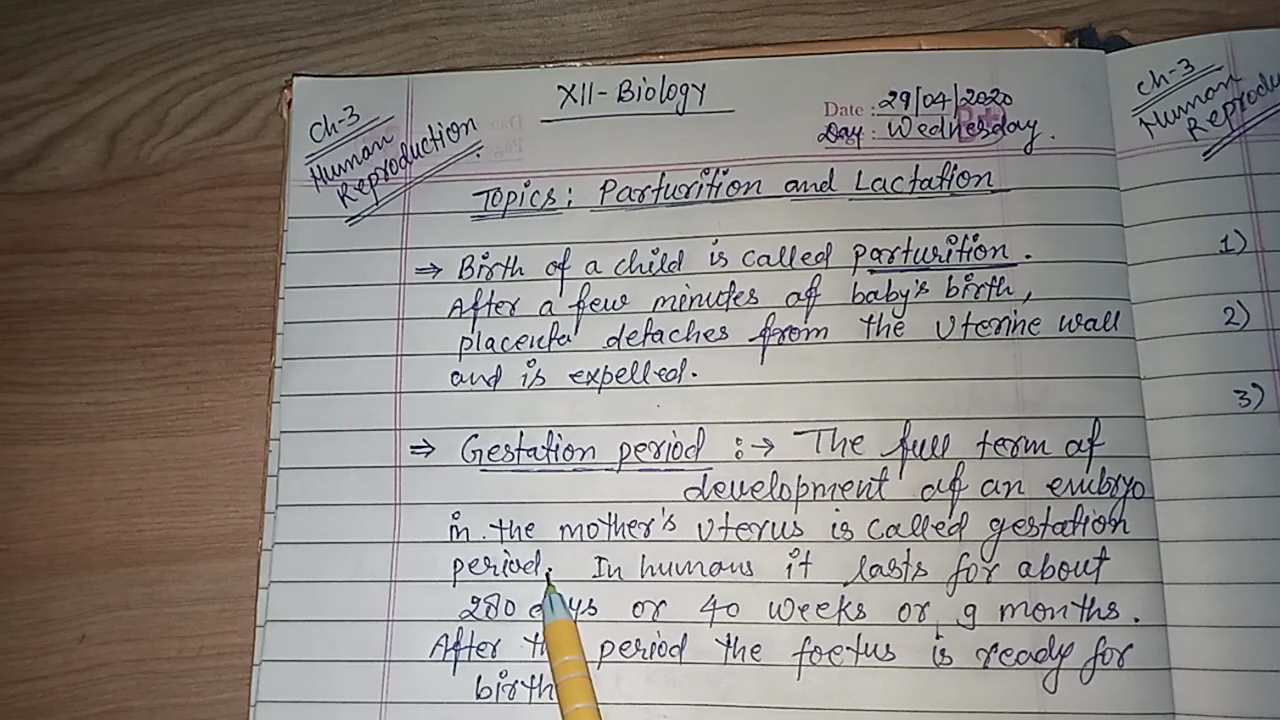 XII-Biology
Ch-3
Human
Reproduction
Date: 29/04/2020
Day: Wednesday.
Topics: Parturition and Lactation
⇒ Birth of a child is called parturition.
After a few minutes of baby's birth,
placenta detaches from the uterine wall
and is expelled.
⇒ Gestation period :→ The full term of
development of an embryo
in the mother's uterus is called gestation
period. In humans it lasts for about
280 days or 40 weeks or 9 months.
After period the foetus is ready for
birth
Ch-3
Human
1)
2)
3)